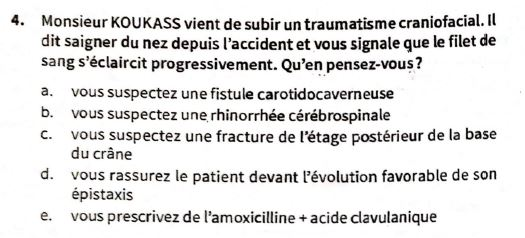 4. Monsieur KOUKASS vient de subir un traumatisme craniofacial. Il
dit saigner du nez depuis l'accident et vous signale que le filet de
sang s'éclaircit progressivement. Qu'en pensez-vous?
a. vous suspectez une fistule carotidocaverneuse
b. vous suspectez une rhinorrhée cérébrospinale
c. vous suspectez une fracture de l'étage postérieur de la base
du crâne
d. vous rassurez le patient devant l'évolution favorable de son
épistaxis
e. vous prescrivez de l'amoxicilline + acide clavulanique